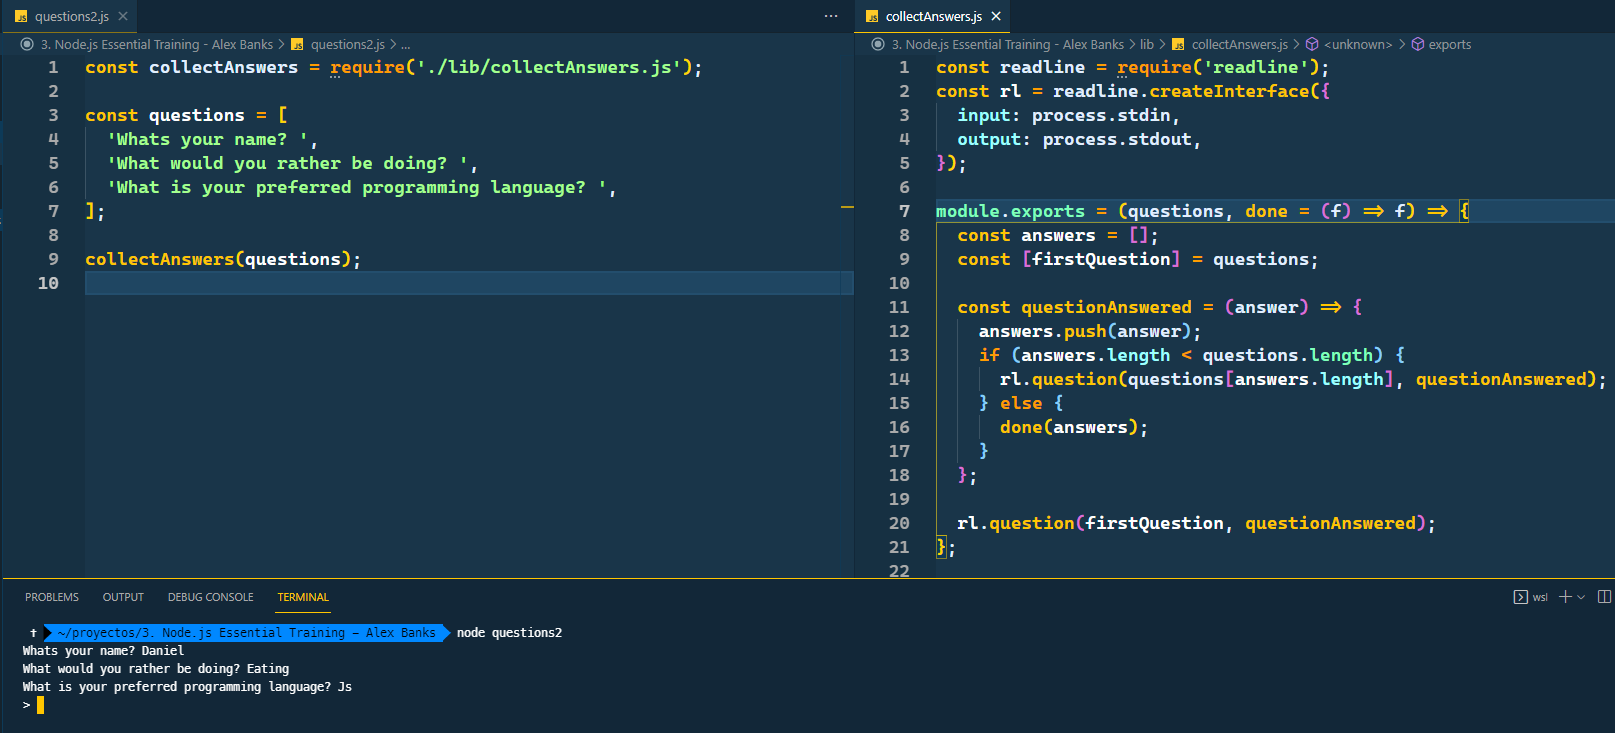 JS questions2.js ×
3. Node.js Essential Training - Alex Banks > JS questions2.js > ...
1 const collectAnswers = require('./lib/collectAnswers.js');
2
3 const questions = [
4   'Whats your name? ',
5   'What would you rather be doing? ',
6   'What is your preferred programming language? ',
7 ];
8
9 collectAnswers(questions);
10
JS collectAnswers.js ×
3. Node.js Essential Training - Alex Banks > lib > JS collectAnswers.js > <unknown> > exports
1 const readline = require('readline');
2 const rl = readline.createInterface({
3   input: process.stdin,
4   output: process.stdout,
5 });
6
7 module.exports = (questions, done = (f) => f) => {
8   const answers = [];
9   const [firstQuestion] = questions;
10
11   const questionAnswered = (answer) => {
12     answers.push(answer);
13     if (answers.length < questions.length) {
14       rl.question(questions[answers.length], questionAnswered);
15     } else {
16       done(answers);
17     }
18   };
19
20   rl.question(firstQuestion, questionAnswered);
21 };
22
PROBLEMS OUTPUT DEBUG CONSOLE TERMINAL wsl
~/proyectos/3. Node.js Essential Training - Alex Banks node questions2
Whats your name? Daniel
What would you rather be doing? Eating
What is your preferred programming language? Js
>